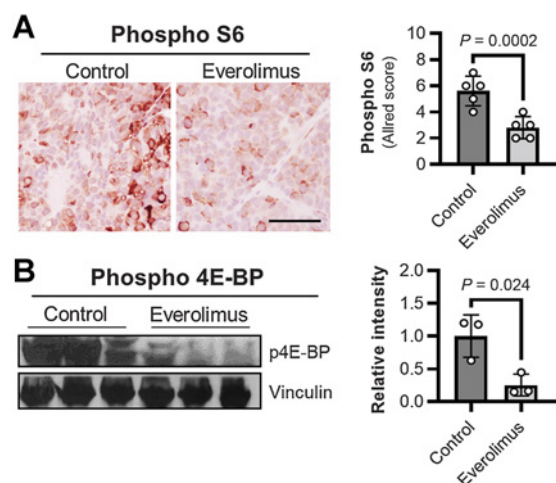 A
Phospho S6
Control Everolimus
Phospho S6
(Allred score)
10
8
6
4
2
0
P = 0.0002
Control
Everolimus
B
Phospho 4E-BP
Control Everolimus
p4E-BP
Vinculin
Relative intensity
2.0
1.5
1.0
0.5
0.0
P = 0.024
Control
Everolimus